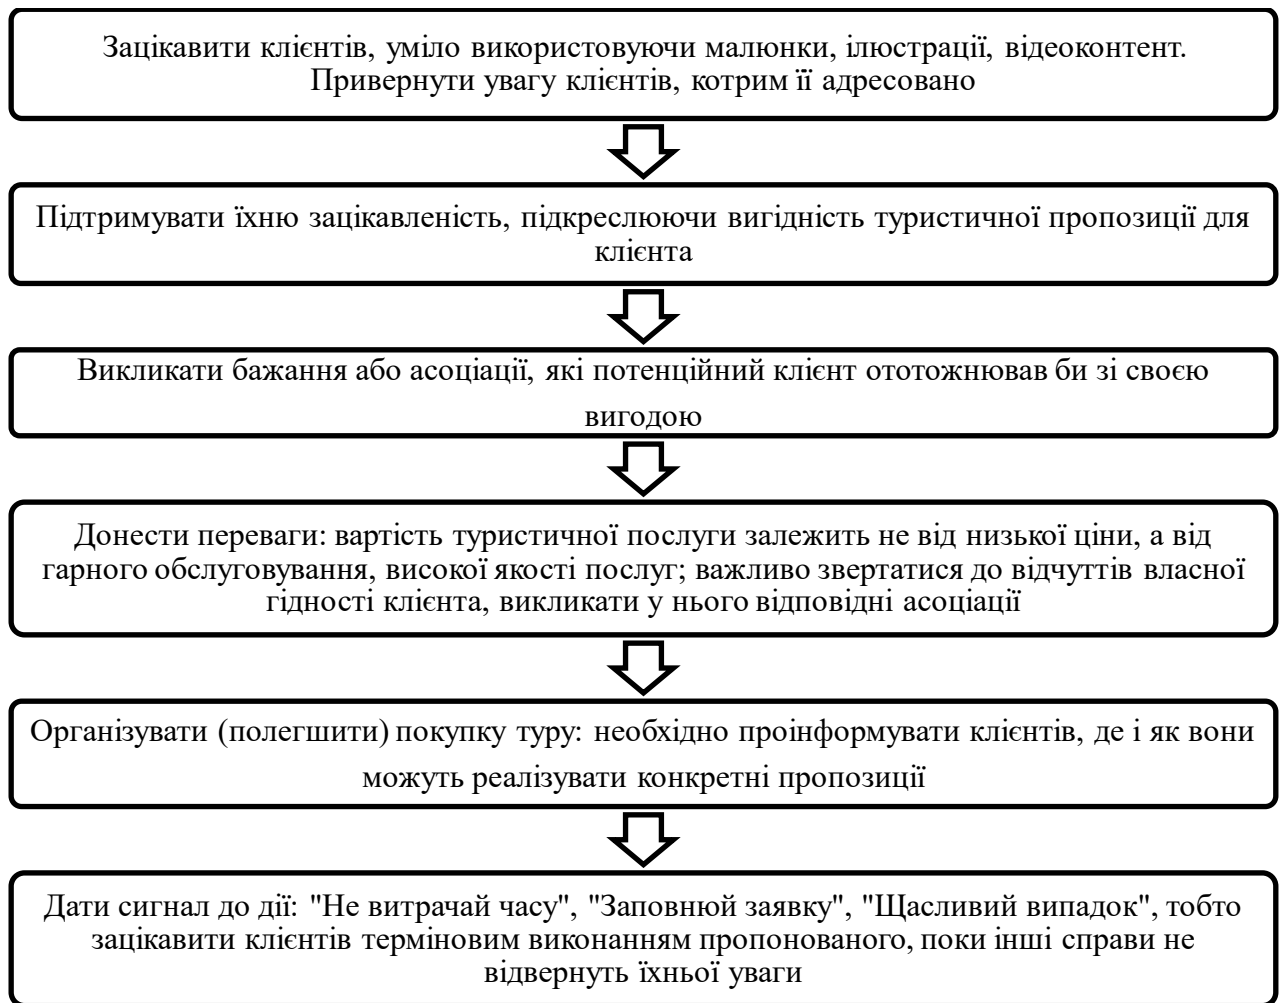 Зацікавити клієнтів, уміло використовуючи малюнки, ілюстрації, відеоконтент.
Привернути увагу клієнтів, котрим її адресовано
Підтримувати їхню зацікавленість, підкреслюючи вигідність туристичної пропозиції для
клієнта
Викликати бажання або асоціації, які потенційний клієнт ототожнював би зі своєю
вигодою
Донести переваги: вартість туристичної послуги залежить не від низької ціни, а від
гарного обслуговування, високої якості послуг; важливо звертатися до відчуттів власної
гідності клієнта, викликати у нього відповідні асоціації
Організувати (полегшити) покупку туру: необхідно проінформувати клієнтів, де і як вони
можуть реалізувати конкретні пропозиції
Дати сигнал до дії: "Не витрачай часу", "Заповнюй заявку", "Щасливий випадок", тобто
зацікавити клієнтів терміновим виконанням пропонованого, поки інші справи не
відвернуть їхньої уваги